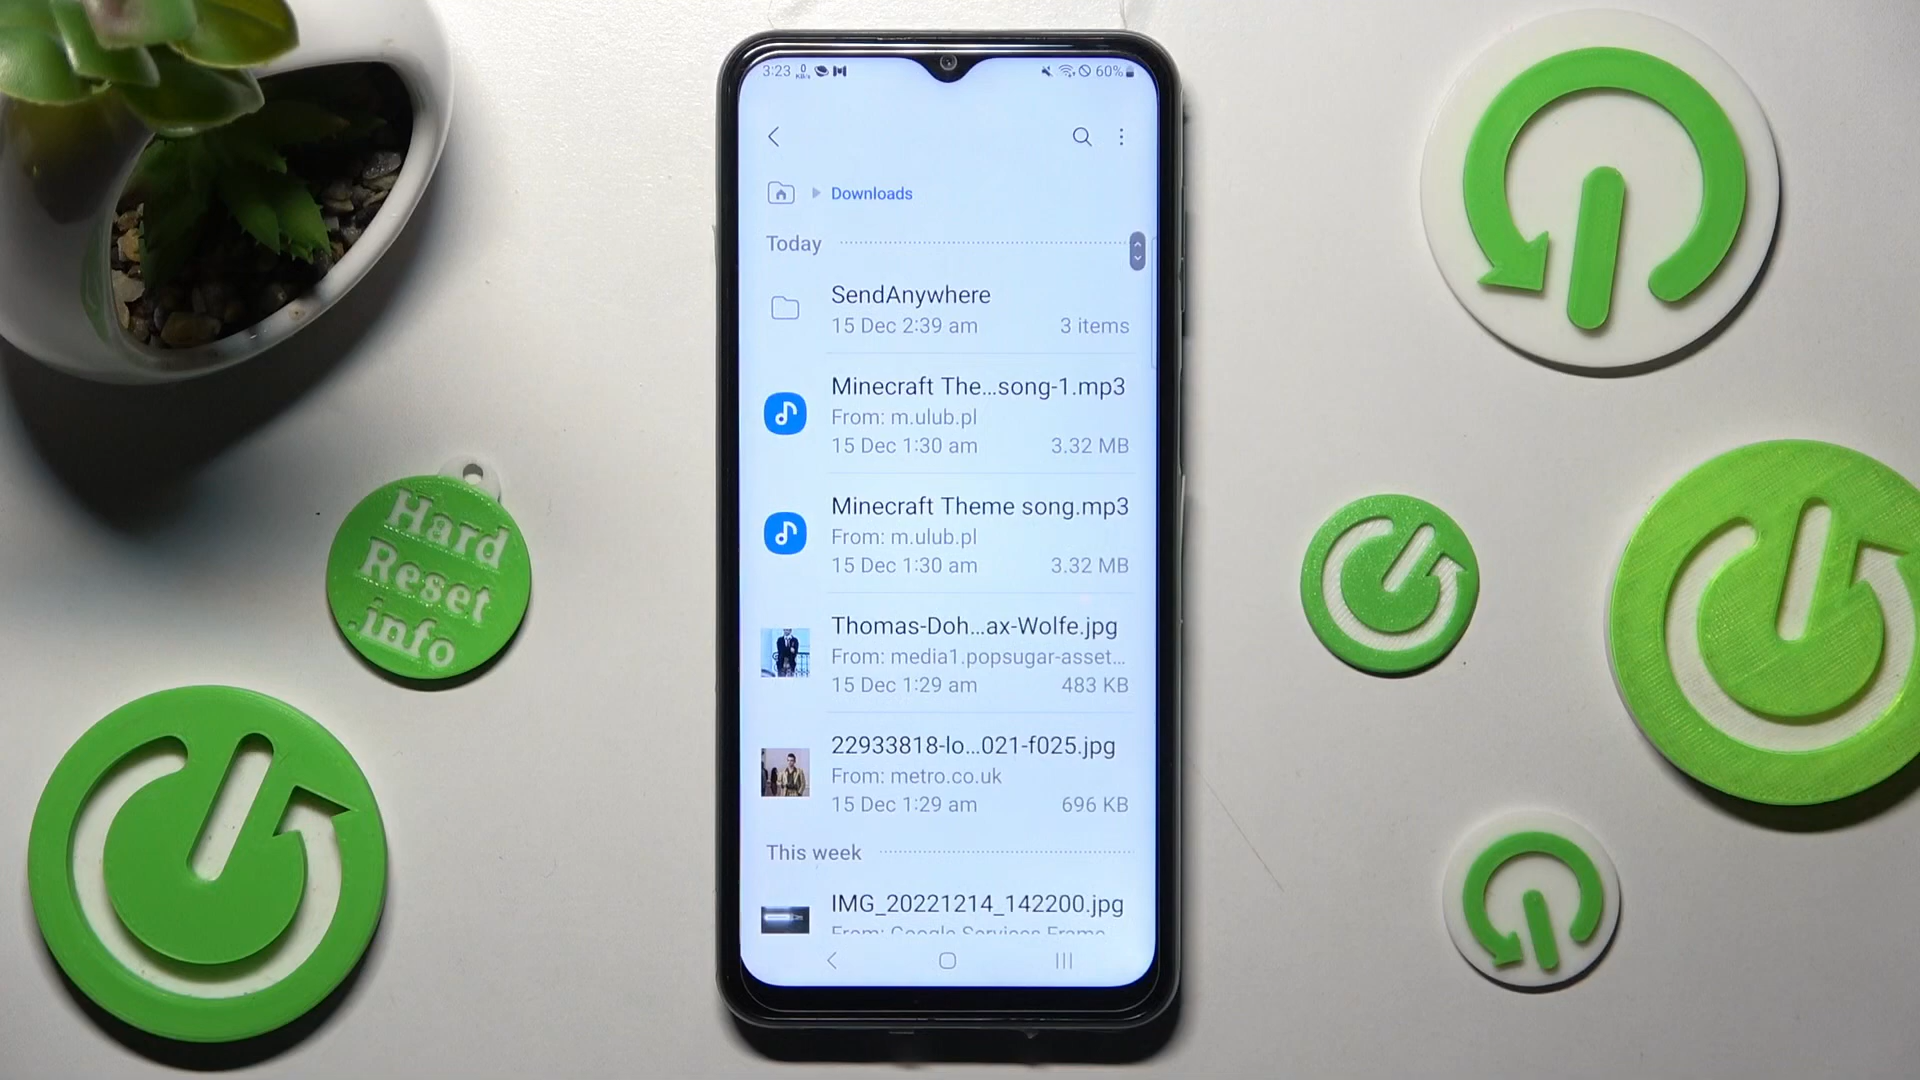 3:23 60%
Downloads
Today
SendAnywhere
15 Dec 2:39 am 3 items
Minecraft The...song-1.mp3
From: m.ulub.pl
15 Dec 1:30 am 3.32 MB
Minecraft Theme song.mp3
From: m.ulub.pl
15 Dec 1:30 am 3.32 MB
Thomas-Doh...ax-Wolfe.jpg
From: media1.popsugar-asset...
15 Dec 1:29 am 483 KB
22933818-lo...021-f025.jpg
From: metro.co.uk
15 Dec 1:29 am 696 KB
This week
IMG_20221214_142200.jpg
From: Google Services Frame...
Hard
Reset
.info